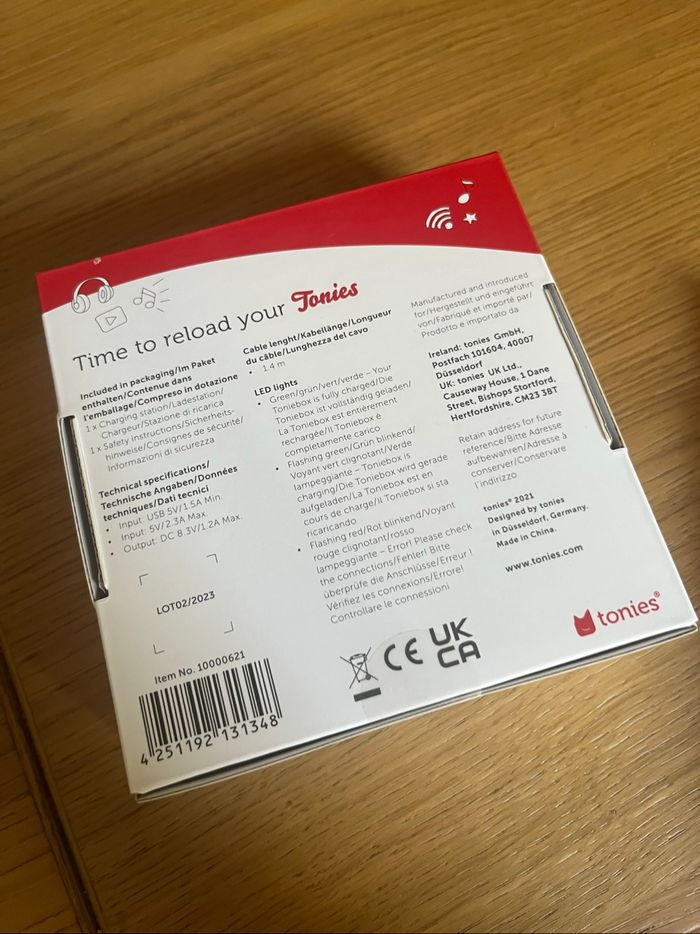 Time to reload your Tonies
Included in packaging/Im Paket
enthalten/Contenue dans
l'emballage/Compreso in dotazione
1 x Charging station/Ladestation/
Chargeur/Stazione di ricarica
1 x Safety instructions/Sicherheits-
hinweise/Consignes de sécurité/
Informazioni di sicurezza
Technical specifications/
Technische Angaben/Données
techniques/Dati tecnici
• Input: USB 5V/1.5A Min.
• Input: 5V/2.3A Max.
• Output: DC 8.3V/1.2A Max.
LOT02/2023
Item No. 10000621
4 251192 131348
Cable lenght/Kabellänge/Longueur
du câble/Lunghezza del cavo
• 1.4 m
LED lights
• Green/grün/vert/verde – Your
Toniebox is fully charged/Die
Toniebox ist vollständig geladen/
La Toniebox est entièrement
rechargée/Il Toniebox è
completamente carico
• Flashing green/Grün blinkend/
Voyant vert clignotant/Verde
lampeggiante – Toniebox is
charging/Die Toniebox wird gerade
aufgeladen/La Toniebox est en
cours de charge/Il Toniebox si sta
ricaricando
• Flashing red/Rot blinkend/Voyant
rouge clignotant/rosso
lampeggiante – Error! Please check
the connections/Fehler! Bitte
überprüfe die Anschlüsse/Erreur !
Vérifiez les connexions/Errore!
Controllare le connessioni
CE UK
CA
Manufactured and introduced
for/Hergestellt und eingeführt
von/Fabriqué et importé par/
Prodotto e importato da
Ireland: tonies GmbH,
Postfach 101604, 40007
Düsseldorf
UK: tonies UK Ltd.,
Causeway House, 1 Dane
Street, Bishops Stortford,
Hertfordshire, CM23 3BT
Retain address for future
reference/Bitte Adresse
aufbewahren/Adresse à
conserver/Conservare
l'indirizzo
tonies® 2021
Designed by tonies
in Düsseldorf, Germany.
Made in China.
www.tonies.com
tonies®